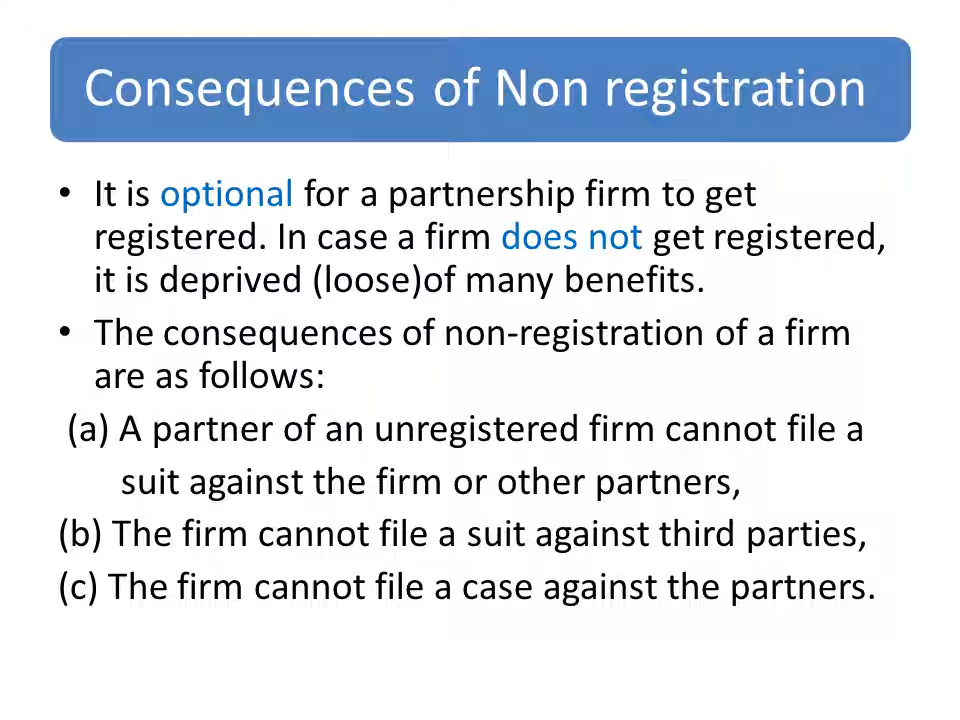 Consequences of Non registration
• It is optional for a partnership firm to get
registered. In case a firm does not get registered,
it is deprived (loose)of many benefits.
• The consequences of non-registration of a firm
are as follows:
(a) A partner of an unregistered firm cannot file a
suit against the firm or other partners,
(b) The firm cannot file a suit against third parties,
(c) The firm cannot file a case against the partners.